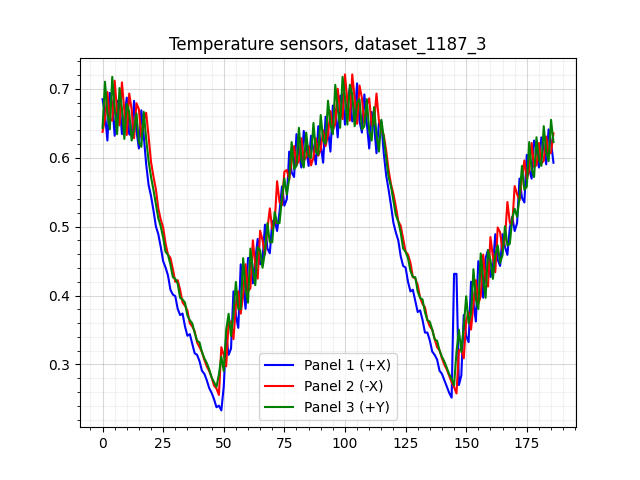 Temperature sensors, dataset_1187_3
0.7
0.6
0.5
0.4
0.3
Panel 1 (+X)
Panel 2 (-X)
Panel 3 (+Y)
0 25 50 75 100 125 150 175